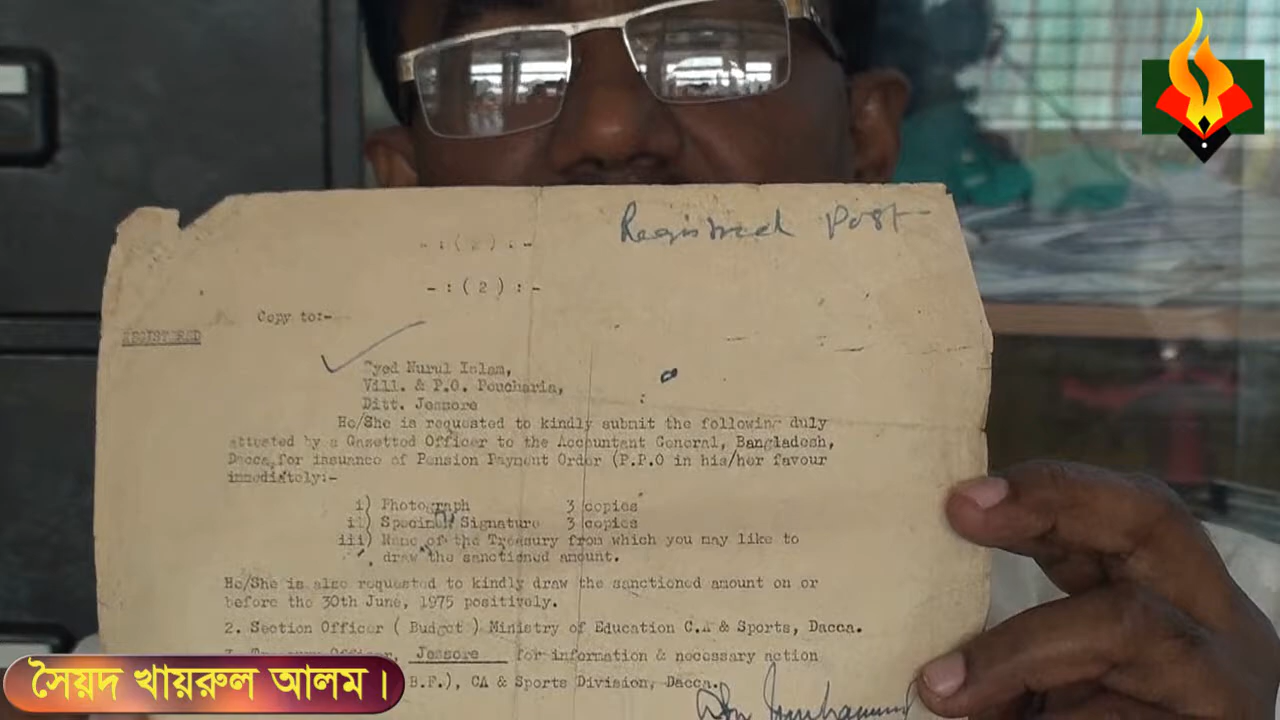 Registered Post
- : ( 2 ) : -
- : ( 2 ) : -
Copy to:-
REGISTERED
Syed Nurul Islam,
Vill. & P.O. Poucharia,
Ditt. Jessore
He/She is requested to kindly submit the following duly
attested by a Gazetted Officer to the Accountant General, Bangladesh,
Dacca, for issuance of Pension Payment Order (P.P.O in his/her favour
immediately:-
i) Photograph 3 copies
ii) Specimen Signature 3 copies
iii) Name of the Treasury from which you may like to
draw the sanctioned amount.
He/She is also requested to kindly draw the sanctioned amount on or
before the 30th June, 1975 positively.
2. Section Officer ( Budget ) Ministry of Education C.A & Sports, Dacca.
3. Treasury Officer, Jessore for information & necessary action
B.F.), CA & Sports Division, Dacca.
সৈয়দ খায়রুল আলম।